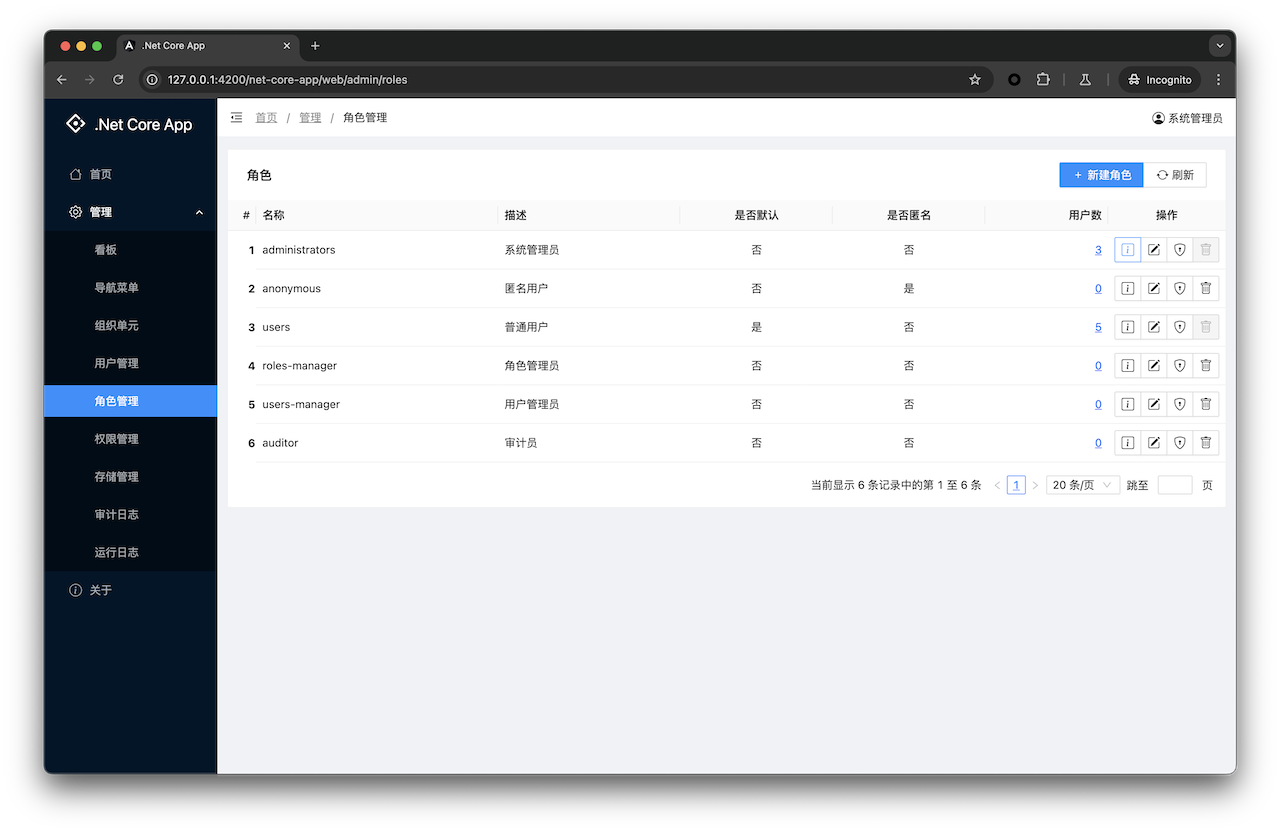 .Net Core App
127.0.0.1:4200/net-core-app/web/admin/roles
Incognito
.Net Core App
首页 / 管理 / 角色管理
系统管理员
首页
管理
看板
导航菜单
组织单元
用户管理
角色管理
权限管理
存储管理
审计日志
运行日志
关于
角色
+ 新建角色
刷新
# 名称 描述 是否默认 是否匿名 用户数 操作
1 administrators 系统管理员 否 否 3
2 anonymous 匿名用户 否 是 0
3 users 普通用户 是 否 5
4 roles-manager 角色管理员 否 否 0
5 users-manager 用户管理员 否 否 0
6 auditor 审计员 否 否 0
当前显示 6 条记录中的第 1 至 6 条 < 1 > 20 条/页 跳至 页